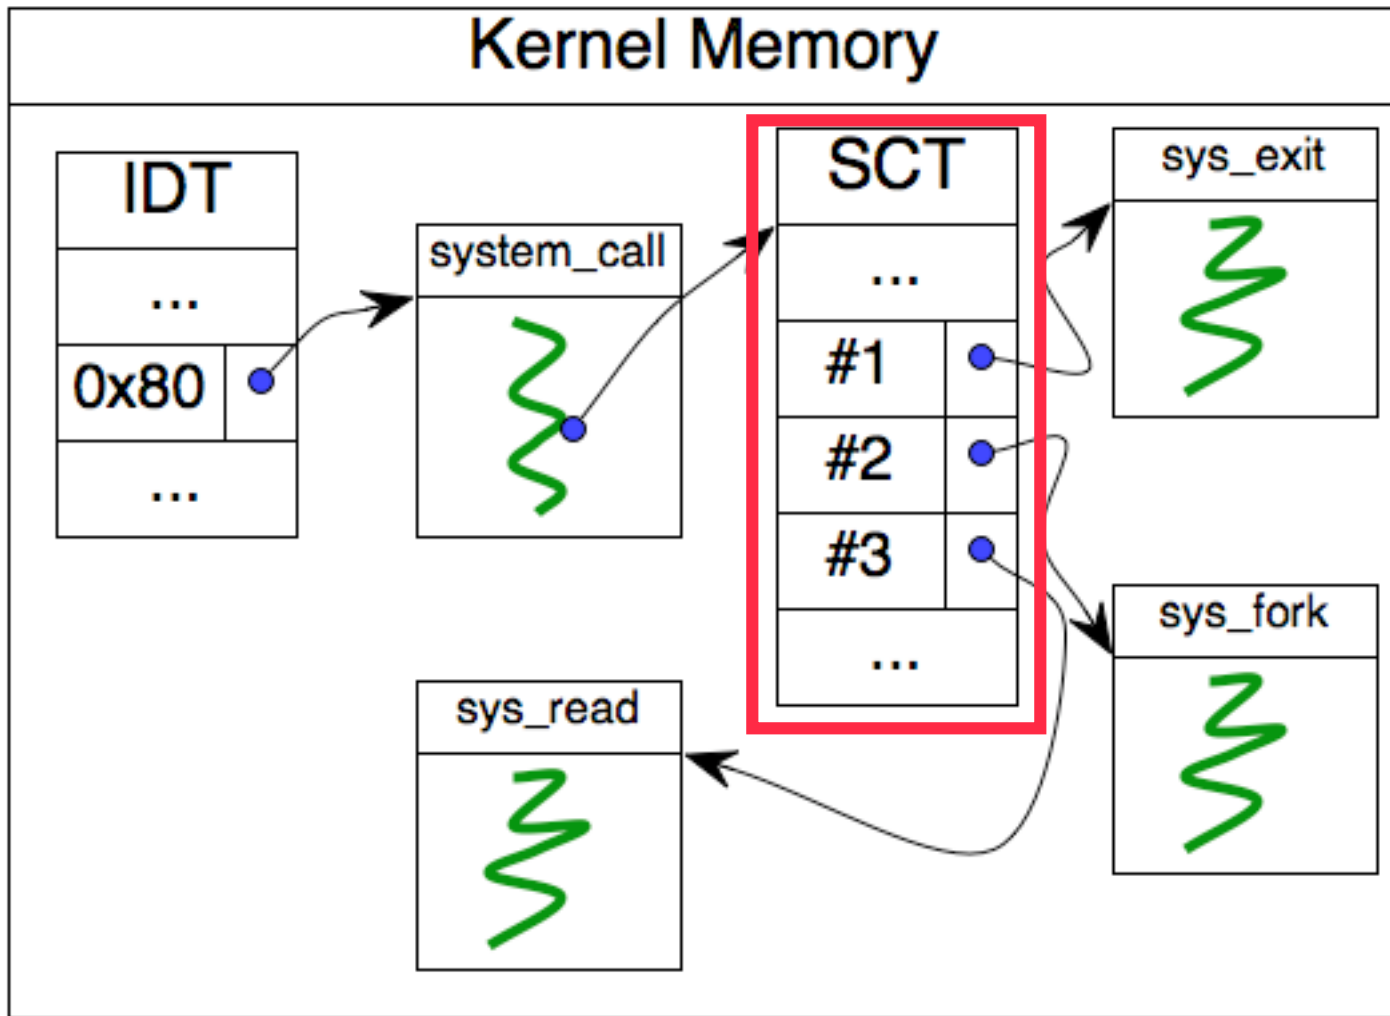 Kernel Memory
IDT
...
0x80
...
system_call
SCT
...
#1
#2
#3
...
sys_exit
sys_fork
sys_read